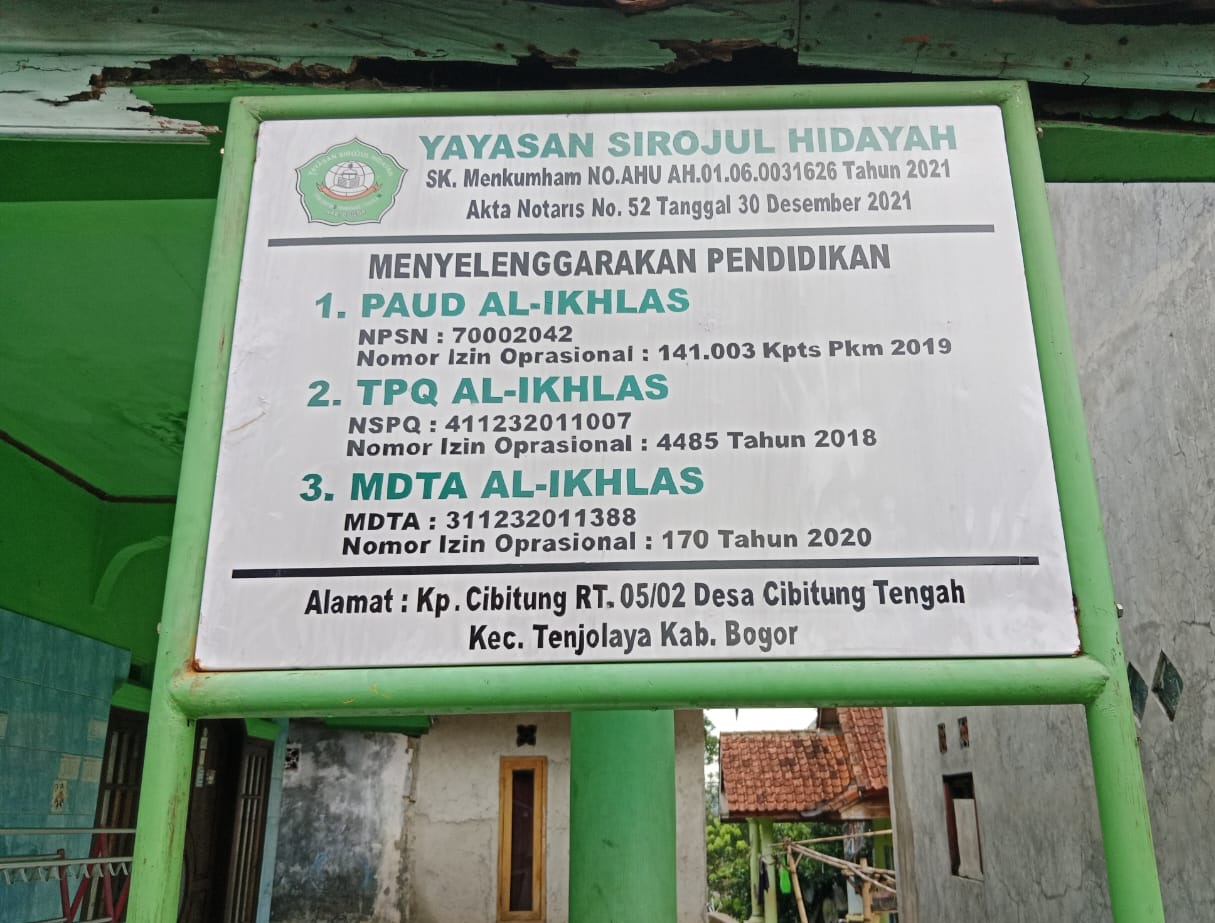 YAYASAN SIROJUL HIDAYAH
SK. Menkumham NO.AHU AH.01.06.0031626 Tahun 2021
Akta Notaris No. 52 Tanggal 30 Desember 2021
YAYASAN SIROJUL HIDAYAH
MENYELENGGARAKAN PENDIDIKAN
1. PAUD AL-IKHLAS
NPSN : 70002042
Nomor Izin Oprasional : 141.003 Kpts Pkm 2019
2. TPQ AL-IKHLAS
NSPQ : 411232011007
Nomor Izin Oprasional : 4485 Tahun 2018
3. MDTA AL-IKHLAS
MDTA : 311232011388
Nomor Izin Oprasional : 170 Tahun 2020
Alamat : Kp. Cibitung RT. 05/02 Desa Cibitung Tengah
Kec. Tenjolaya Kab. Bogor